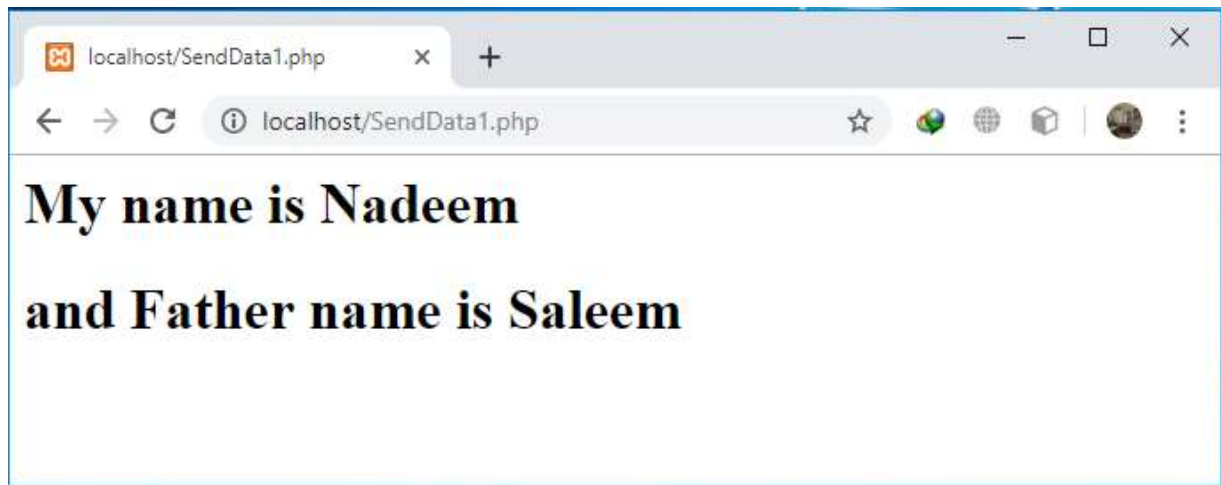 localhost/SendData1.php
localhost/SendData1.php
My name is Nadeem
and Father name is Saleem